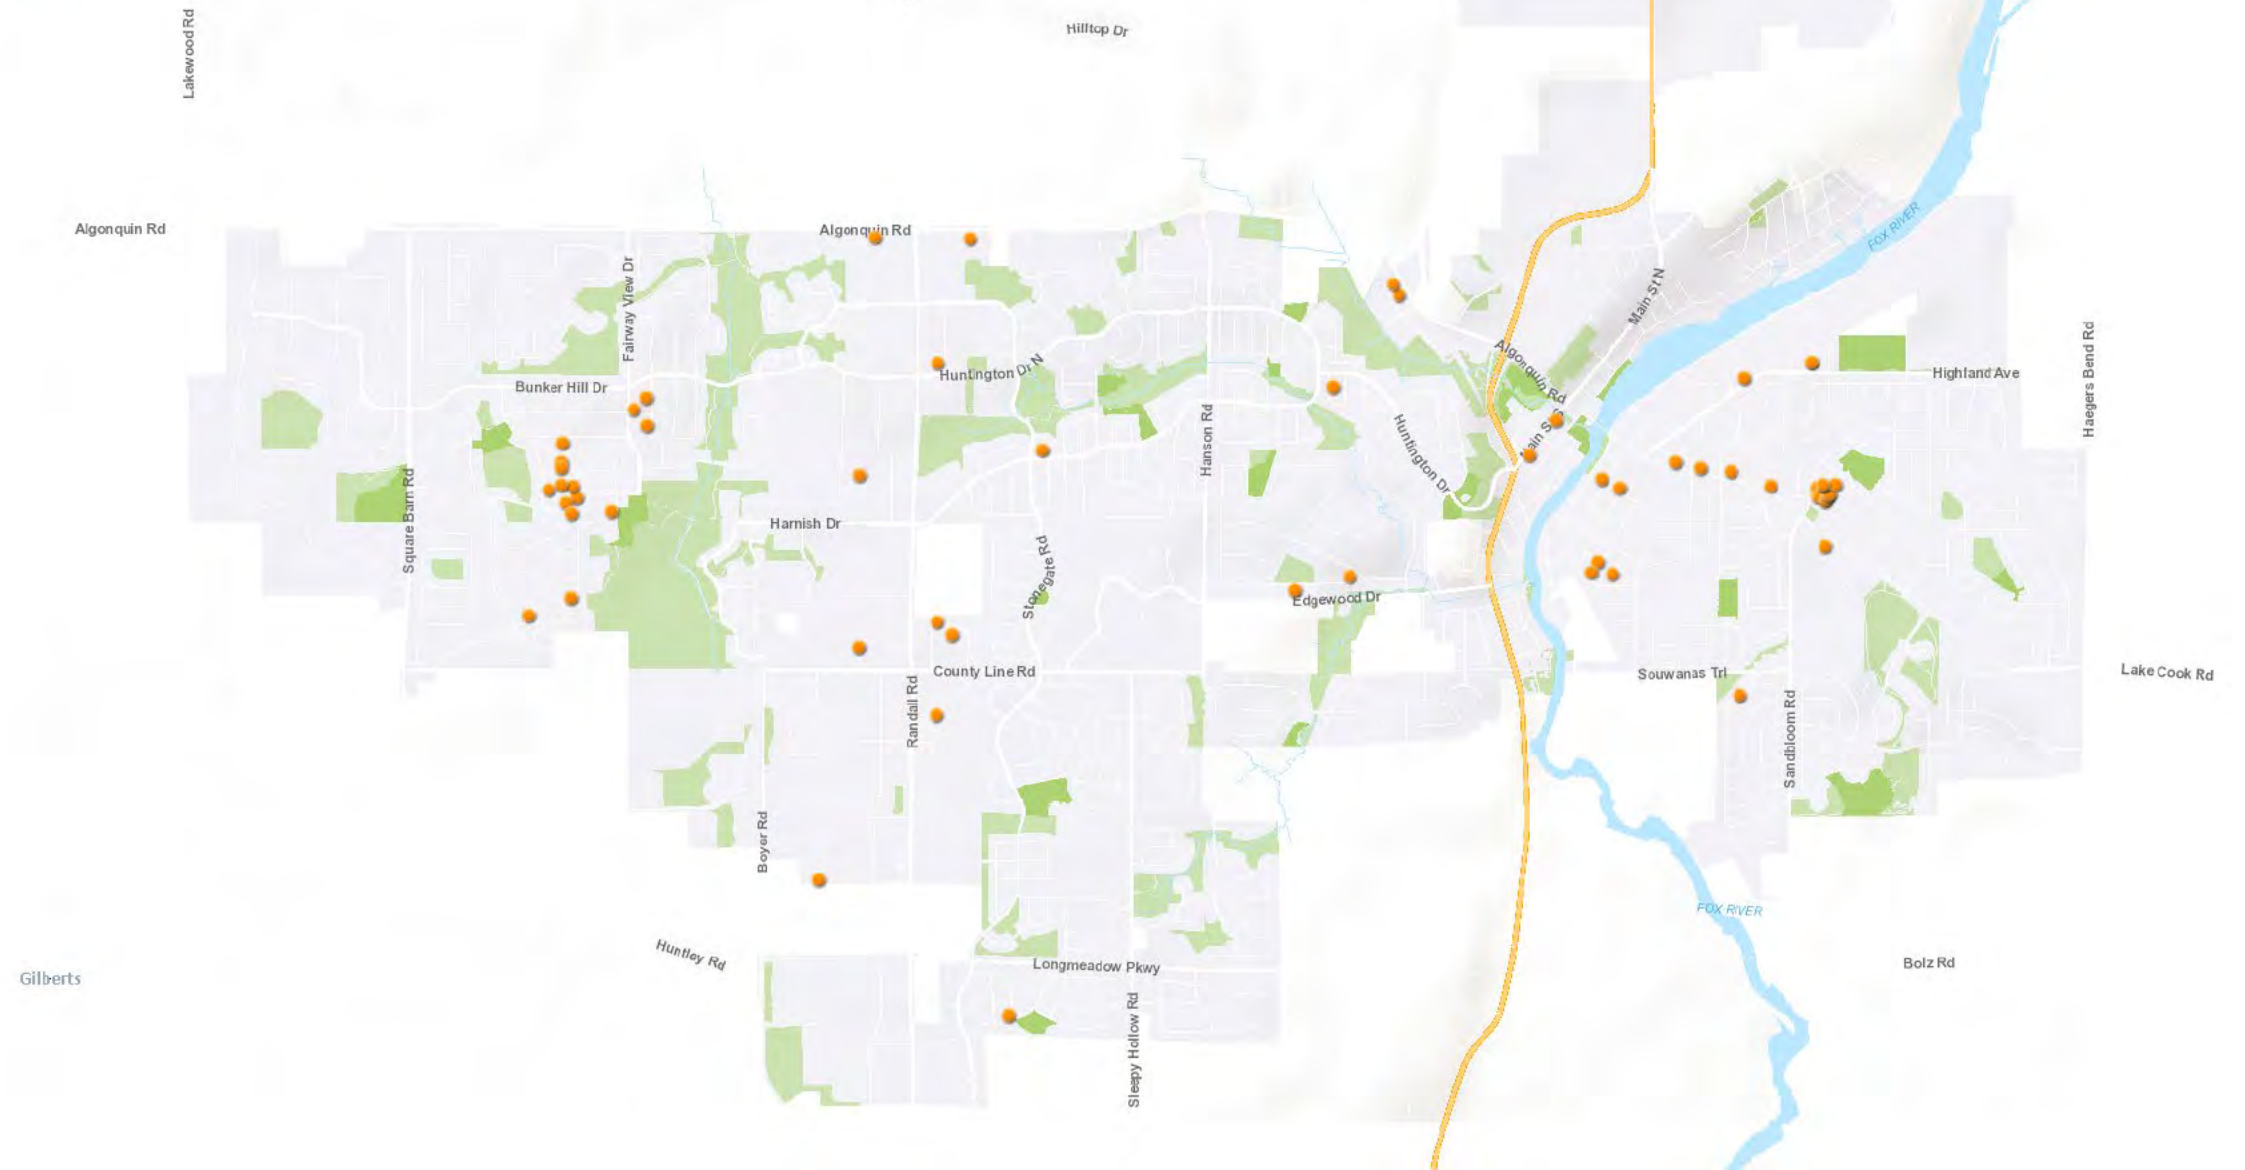 Lakewood Rd
Hilltop Dr
Algonquin Rd
Algonquin Rd
FOX RIVER
Fairway View Dr
Main St N
Huntington Dr N
Bunker Hill Dr
Algonquin Rd
Highland Ave
Haegers Bend Rd
Main S
Hanson Rd
Huntington Dr
Square Barn Rd
Harnish Dr
Stonegate Rd
Edgewood Dr
County Line Rd
Souwanas Trl
Lake Cook Rd
Randall Rd
Sandbloom Rd
Boyer Rd
FOX RIVER
Huntley Rd
Longmeadow Pkwy
Bolz Rd
Gilberts
Sleepy Hollow Rd